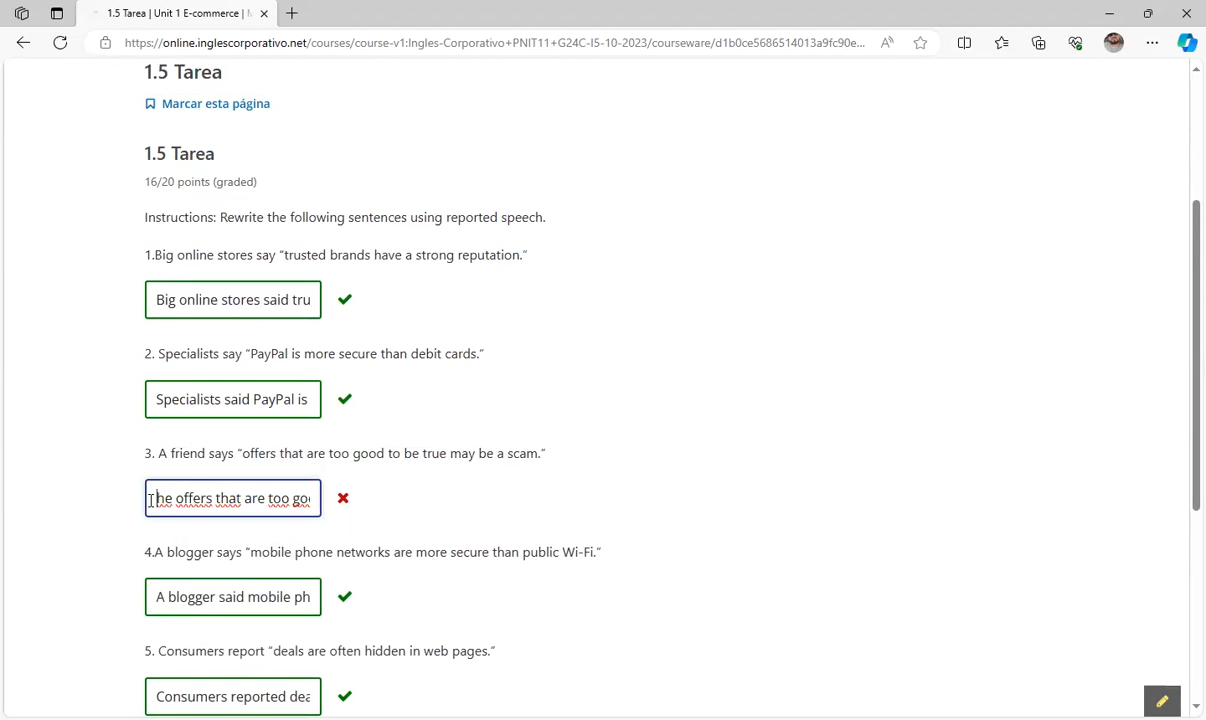 1.5 Tarea | Unit 1 E-commerce |
https://online.inglescorporativo.net/courses/course-v1:Ingles-Corporativo+PNIT11+G24C-I5-10-2023/courseware/d1b0ce5686514013a9fc90e...
1.5 Tarea
Marcar esta página
1.5 Tarea
16/20 points (graded)
Instructions: Rewrite the following sentences using reported speech.
1.Big online stores say “trusted brands have a strong reputation.”
Big online stores said tru
2. Specialists say “PayPal is more secure than debit cards.”
Specialists said PayPal is
3. A friend says “offers that are too good to be true may be a scam.”
he offers that are too goo
4.A blogger says “mobile phone networks are more secure than public Wi-Fi.”
A blogger said mobile ph
5. Consumers report “deals are often hidden in web pages.”
Consumers reported dea